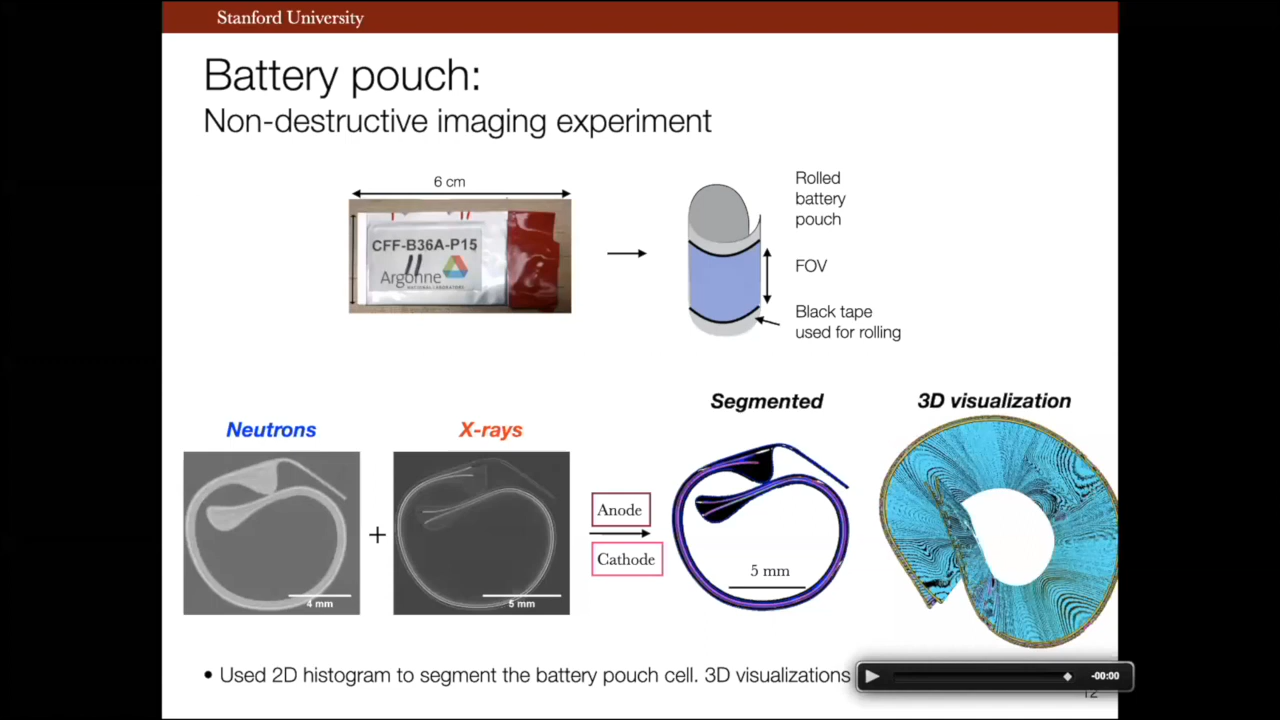 Stanford University
Battery pouch:
Non-destructive imaging experiment
6 cm
CFF-B36A-P15
Argonne
NATIONAL LABORATORY
Rolled
battery
pouch
FOV
Black tape
used for rolling
Neutrons
X-rays
Segmented
3D visualization
+
Anode
Cathode
4 mm
5 mm
5 mm
• Used 2D histogram to segment the battery pouch cell. 3D visualizations
-00:00
12